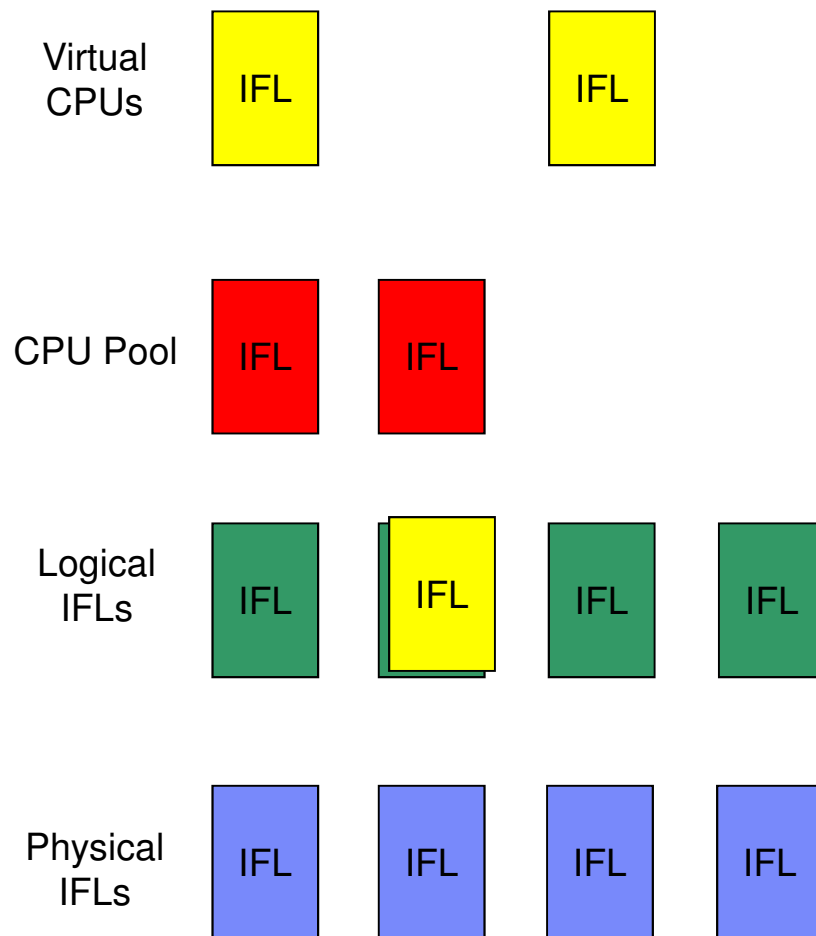 Virtual
CPUs
IFL IFL
CPU Pool
IFL IFL
Logical
IFLs
IFL IFL IFL IFL
Physical
IFLs
IFL IFL IFL IFL